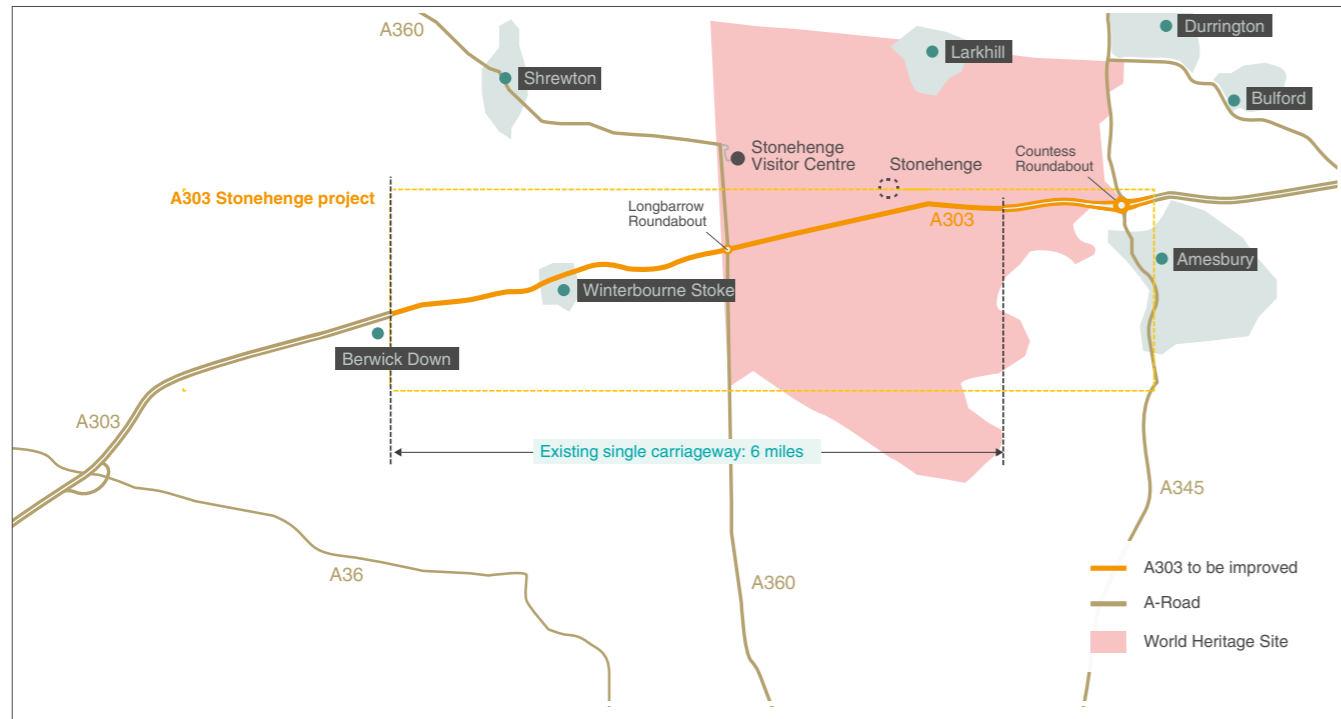 A360
Durrington
Larkhill
Shrewton
Bulford
Stonehenge
Visitor Centre
Stonehenge
Countess
Roundabout
A303 Stonehenge project
Longbarrow
Roundabout
A303
Amesbury
Winterbourne Stoke
Berwick Down
A303
Existing single carriageway: 6 miles
A345
A36
A360
A303 to be improved
A-Road
World Heritage Site